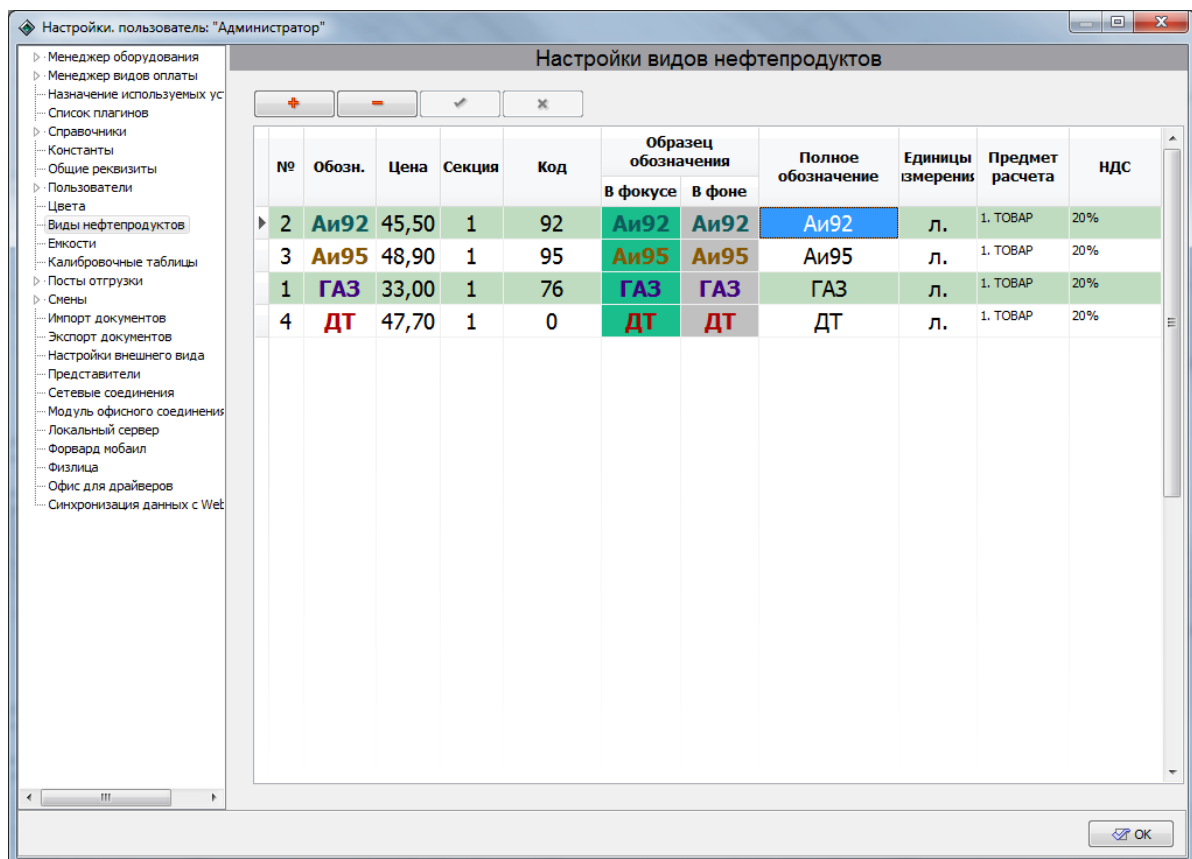 Настройки. пользователь: "Администратор"
Менеджер оборудования
Менеджер видов оплаты
Назначение используемых ус
Список плагинов
Справочники
Константы
Общие реквизиты
Пользователи
Цвета
Виды нефтепродуктов
Емкости
Калибровочные таблицы
Посты отгрузки
Смены
Импорт документов
Экспорт документов
Настройки внешнего вида
Представители
Сетевые соединения
Модуль офисного соединения
Локальный сервер
Форвард мобаил
Физлица
Офис для драйверов
Синхронизация данных с Web
Настройки видов нефтепродуктов
№ Обозн. Цена Секция Код Образец обозначения Полное обозначение Единицы измерения Предмет расчета НДС
В фокусе В фоне
2 Аи92 45,50 1 92 Аи92 Аи92 Аи92 л. 1. ТОВАР 20%
3 Аи95 48,90 1 95 Аи95 Аи95 Аи95 л. 1. ТОВАР 20%
1 ГАЗ 33,00 1 76 ГАЗ ГАЗ ГАЗ л. 1. ТОВАР 20%
4 ДТ 47,70 1 0 ДТ ДТ ДТ л. 1. ТОВАР 20%
OK